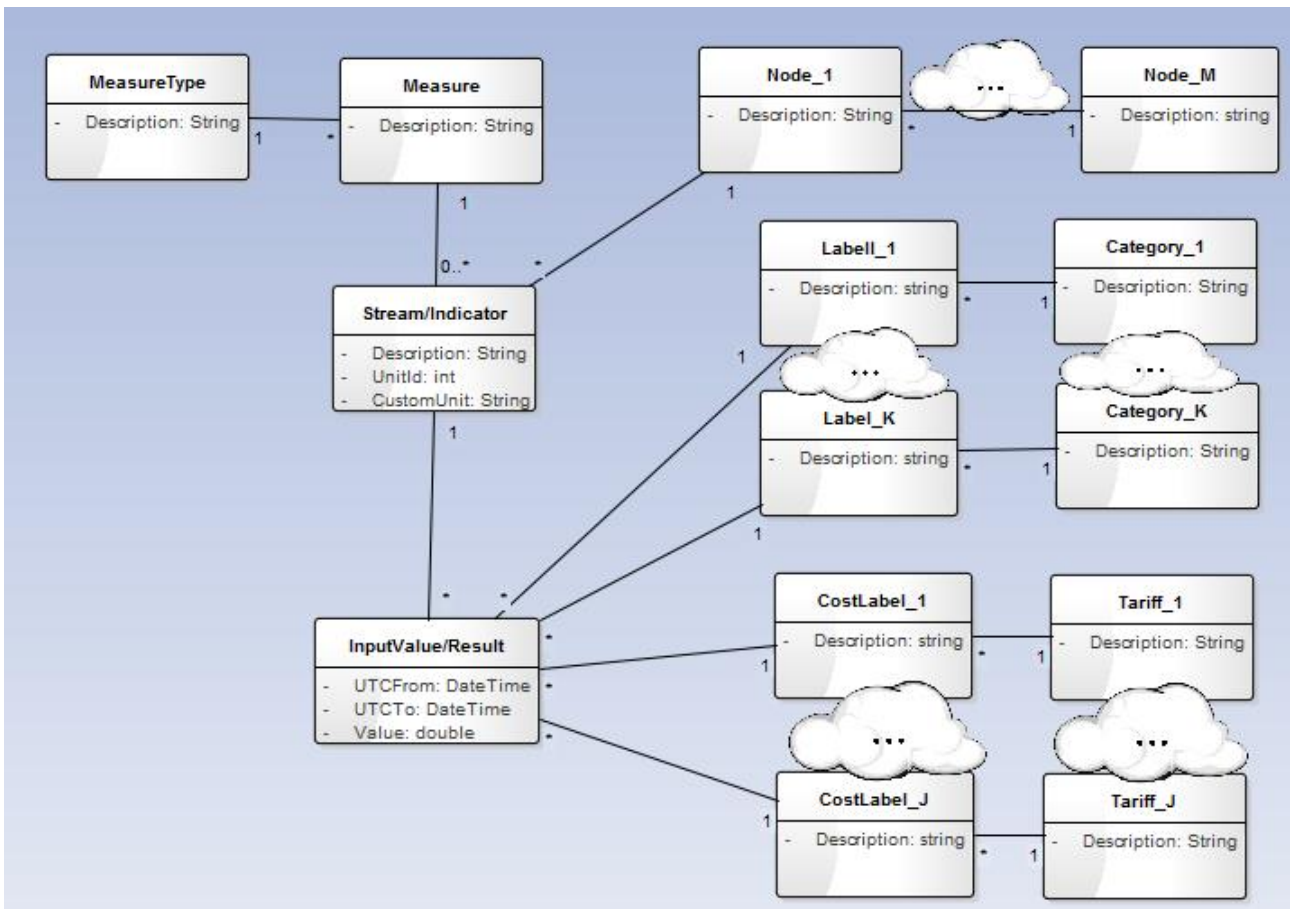 MeasureType
- Description: String
1
*
Measure
- Description: String
1
0..*
*
Node_1
- Description: String
1
*
...
1
Node_M
- Description: string
Stream/Indicator
- Description: String
- UnitId: int
- CustomUnit: String
1
*
*
Labell_1
- Description: string
1
*
1
Category_1
- Description: String
...
...
Label_K
- Description: string
1
*
1
Category_K
- Description: String
InputValue/Result
- UTCFrom: DateTime
- UTCTo: DateTime
- Value: double
*
*
*
CostLabel_1
- Description: string
1
*
1
Tariff_1
- Description: String
...
...
CostLabel_J
- Description: string
1
*
1
Tariff_J
- Description: String